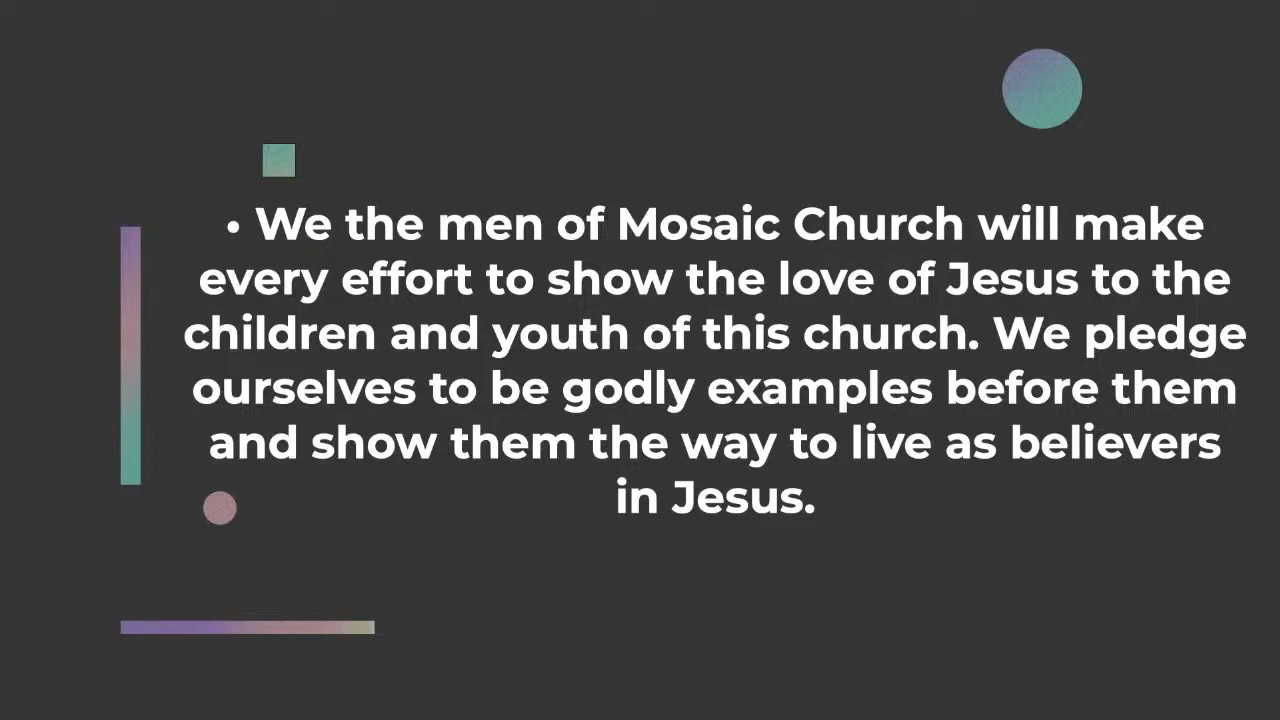 • We the men of Mosaic Church will make
every effort to show the love of Jesus to the
children and youth of this church. We pledge
ourselves to be godly examples before them
and show them the way to live as believers
in Jesus.